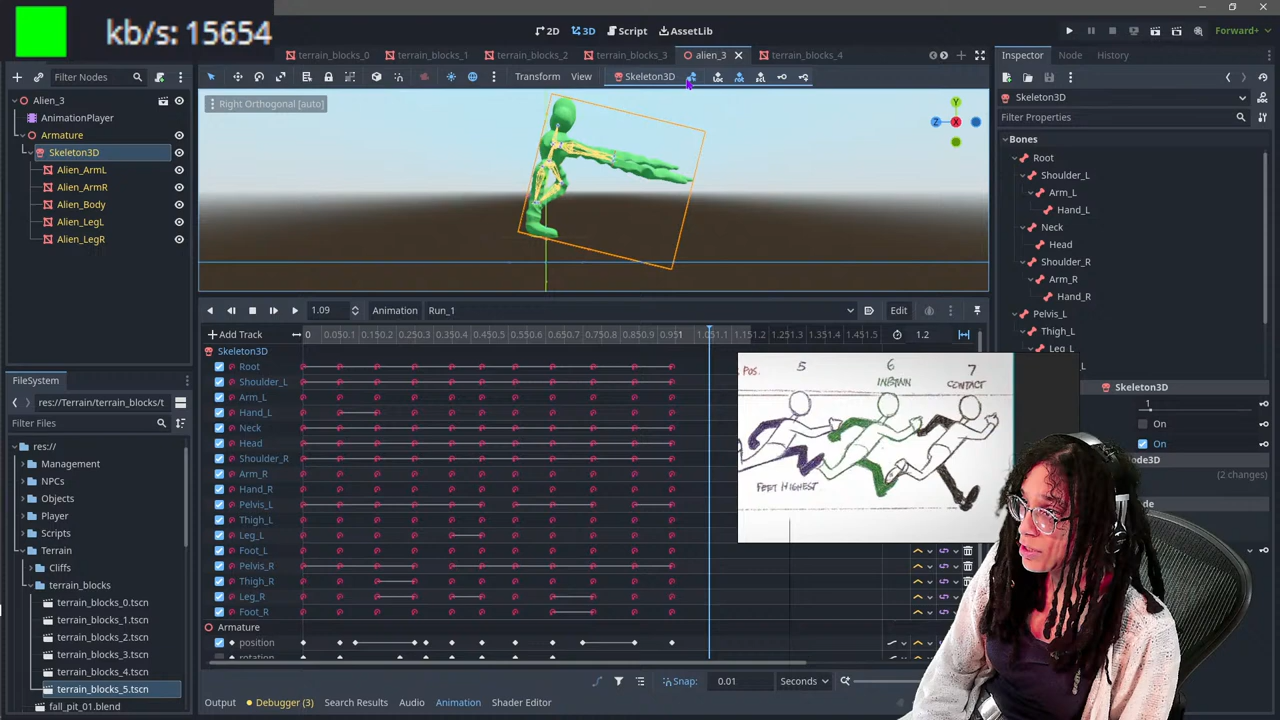 kb/s: 15654
2D 3D Script AssetLib
Forward+
terrain_blocks_0 terrain_blocks_1 terrain_blocks_2 terrain_blocks_3 alien_3 terrain_blocks_4
Inspector Node History
Filter Nodes
Transform View Skeleton3D
Right Orthogonal [auto]
Y
Z X
Skeleton3D
Filter Properties
Alien_3
AnimationPlayer
Armature
Skeleton3D
Alien_ArmL
Alien_ArmR
Alien_Body
Alien_LegL
Alien_LegR
Bones
Root
Shoulder_L
Arm_L
Hand_L
Neck
Head
Shoulder_R
Arm_R
Hand_R
Pelvis_L
Thigh_L
Leg_L
1.09 Animation Run_1 Edit
Add Track 1.2
Skeleton3D
Root
Shoulder_L
Arm_L
Hand_L
Neck
Head
Shoulder_R
Arm_R
Hand_R
Pelvis_L
Thigh_L
Leg_L
Foot_L
Pelvis_R
Thigh_R
Leg_R
Foot_R
Armature
position
POS. 5 6 7
CONTACT
FEET HIGHEST
Skeleton3D
1
On
On
(2 changes)
FileSystem
res://Terrain/terrain_blocks/t
Filter Files
res://
Management
NPCs
Objects
Player
Scripts
Terrain
Cliffs
terrain_blocks
terrain_blocks_0.tscn
terrain_blocks_1.tscn
terrain_blocks_2.tscn
terrain_blocks_3.tscn
terrain_blocks_4.tscn
terrain_blocks_5.tscn
fall_pit_01.blend
Snap: 0.01 Seconds
Output Debugger (3) Search Results Audio Animation Shader Editor